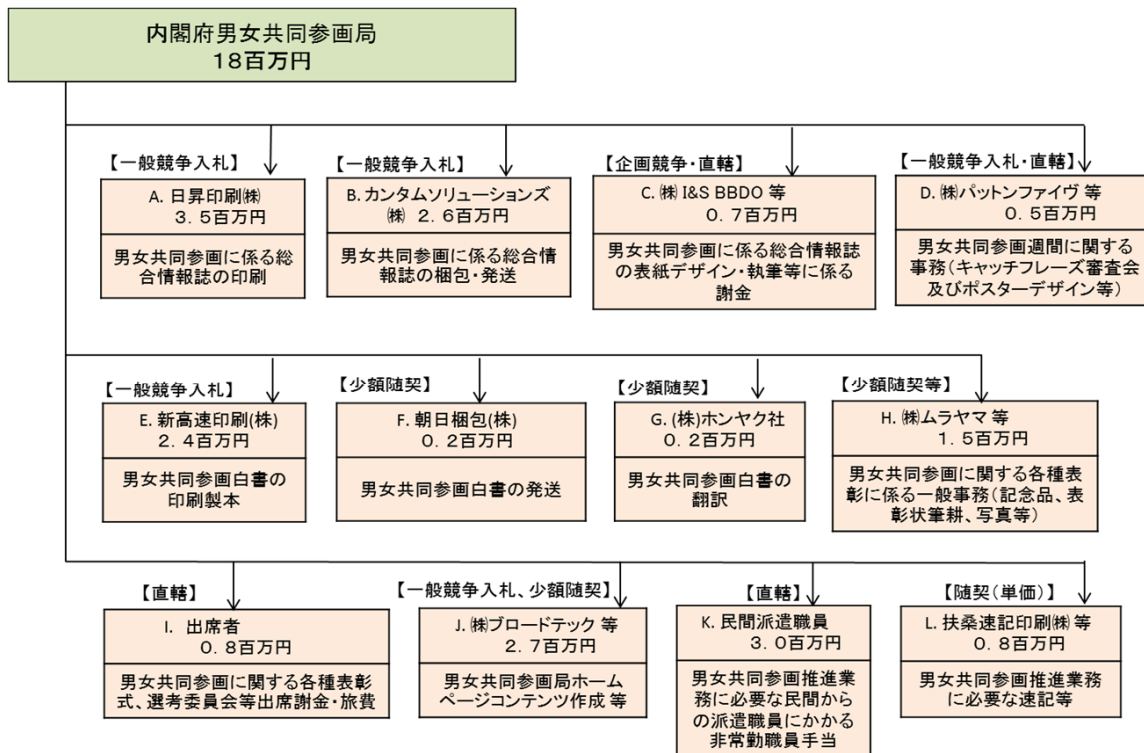 内閣府男女共同参画局
18百万円
【一般競争入札】
A. 日昇印刷㈱
3.5百万円
男女共同参画に係る総
合情報誌の印刷
【一般競争入札】
B. カンタムソリューションズ
㈱ 2.6百万円
男女共同参画に係る総合情
報誌の梱包・発送
【企画競争・直轄】
C. ㈱ I&S BBDO 等
0.7百万円
男女共同参画に係る総合情報誌
の表紙デザイン・執筆等に係る
謝金
【一般競争入札・直轄】
D. ㈱パットンファイヴ 等
0.5百万円
男女共同参画週間に関する
事務(キャッチフレーズ審査会
及びポスターデザイン等)
【一般競争入札】
E. 新高速印刷(株)
2.4百万円
男女共同参画白書の
印刷製本
【少額随契】
F. 朝日梱包(株)
0.2百万円
男女共同参画白書の発送
【少額随契】
G. (株)ホンヤク社
0.2百万円
男女共同参画白書の
翻訳
【少額随契等】
H. ㈱ムラヤマ 等
1.5百万円
男女共同参画に関する各種表
彰に係る一般事務(記念品、表
彰状筆耕、写真等)
【直轄】
I. 出席者
0.8百万円
男女共同参画に関する各種表彰
式、選考委員会等出席謝金・旅費
【一般競争入札、少額随契】
J. ㈱ブロードテック 等
2.7百万円
男女共同参画局ホーム
ページコンテンツ作成 等
【直轄】
K. 民間派遣職員
3.0百万円
男女共同参画推進業
務に必要な民間から
の派遣職員にかかる
非常勤職員手当
【随契(単価)】
L. 扶桑速記印刷㈱ 等
0.8百万円
男女共同参画推進業務
に必要な速記等